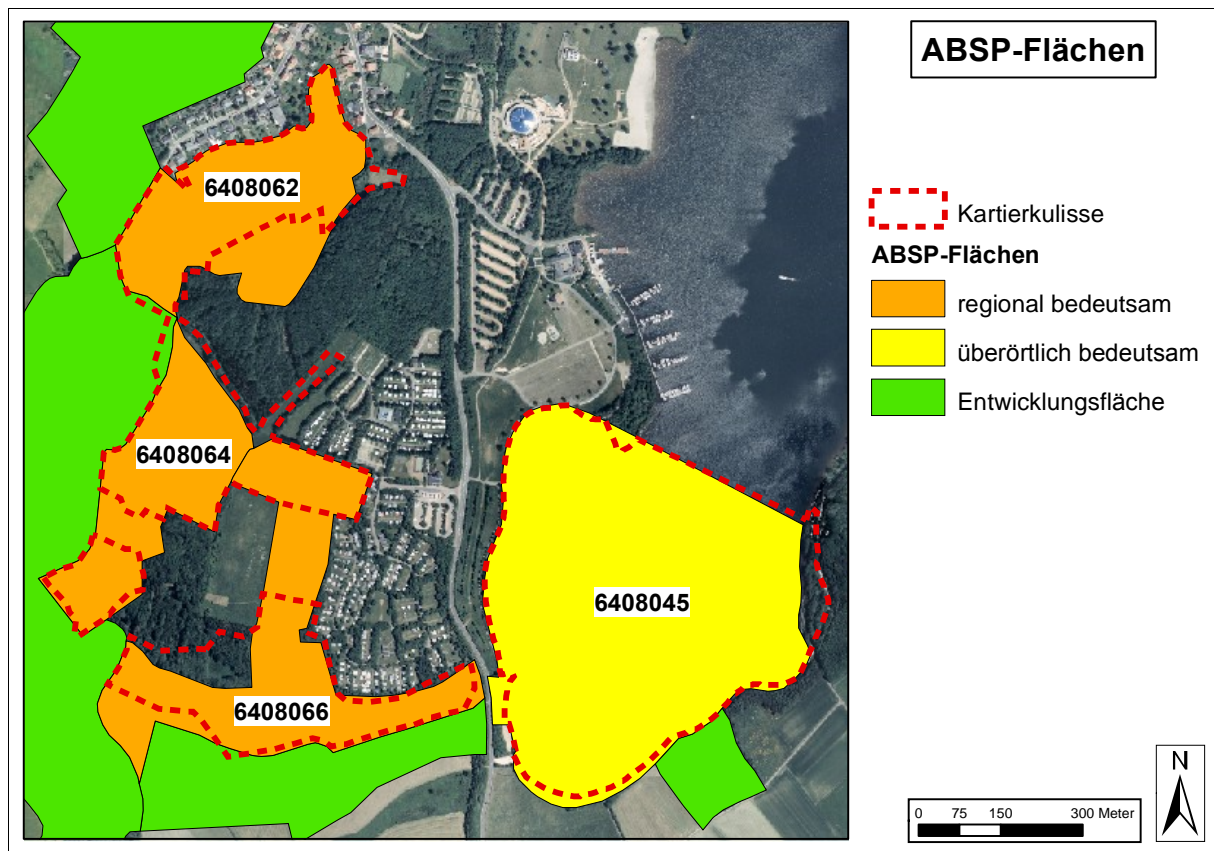 ABSP-Flächen
6408062
6408064
6408045
6408066
Kartierkulisse
ABSP-Flächen
regional bedeutsam
überörtlich bedeutsam
Entwicklungsfläche
N
0 75 150 300 Meter